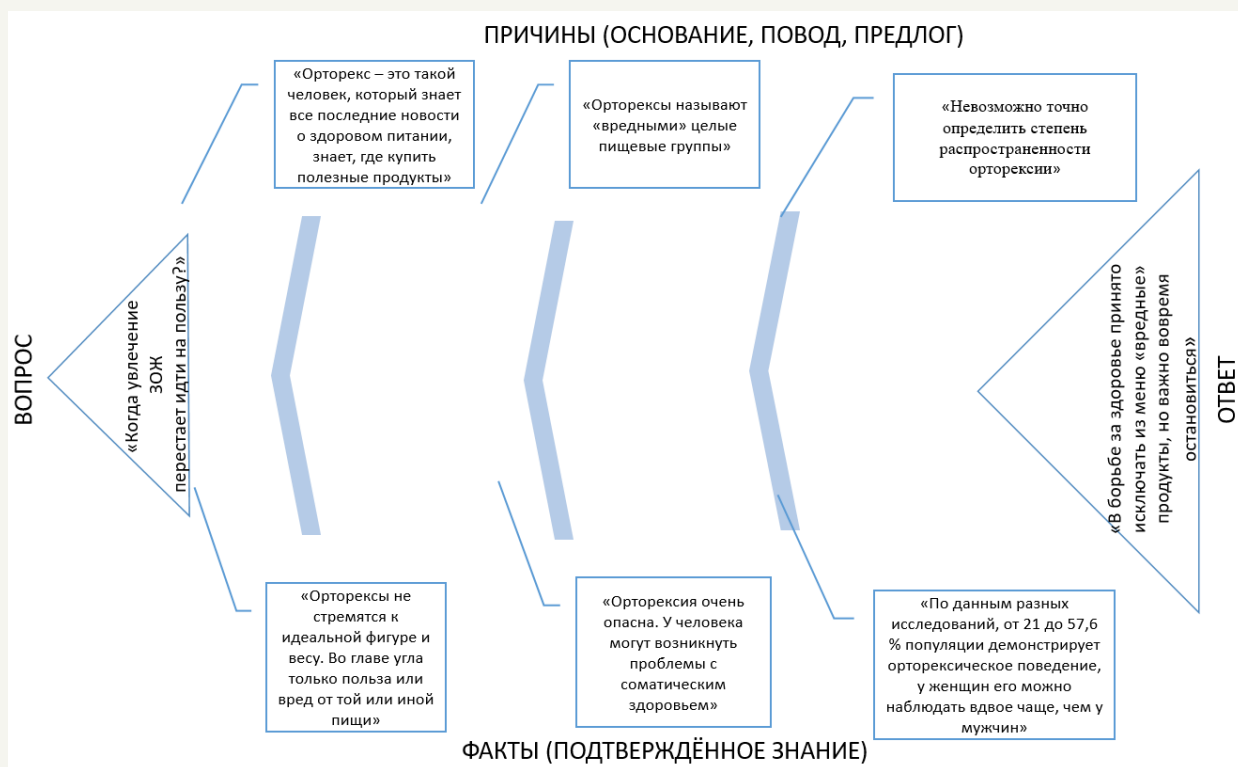 ПРИЧИНЫ (ОСНОВАНИЕ, ПОВОД, ПРЕДЛОГ)
«Орторекс – это такой
человек, который знает
все последние новости
о здоровом питании,
знает, где купить
полезные продукты»
«Орторексы называют
«вредными» целые
пищевые группы»
«Невозможно точно
определить степень
распространенности
орторексии»
ВОПРОС
«Когда увлечение
ЗОЖ
перестает идти на пользу?»
«В борьбе за здоровье принято
исключать из меню «вредные»
продукты, но важно вовремя
остановиться»
ОТВЕТ
«Орторексы не
стремятся к
идеальной фигуре и
весу. Во главе угла
только польза или
вред от той или иной
пищи»
«Орторексия очень
опасна. У человека
могут возникнуть
проблемы с
соматическим
здоровьем»
«По данным разных
исследований, от 21 до 57,6
% популяции демонстрирует
орторексическое поведение,
у женщин его можно
наблюдать вдвое чаще, чем у
мужчин»
ФАКТЫ (ПОДТВЕРЖДЁННОЕ ЗНАНИЕ)